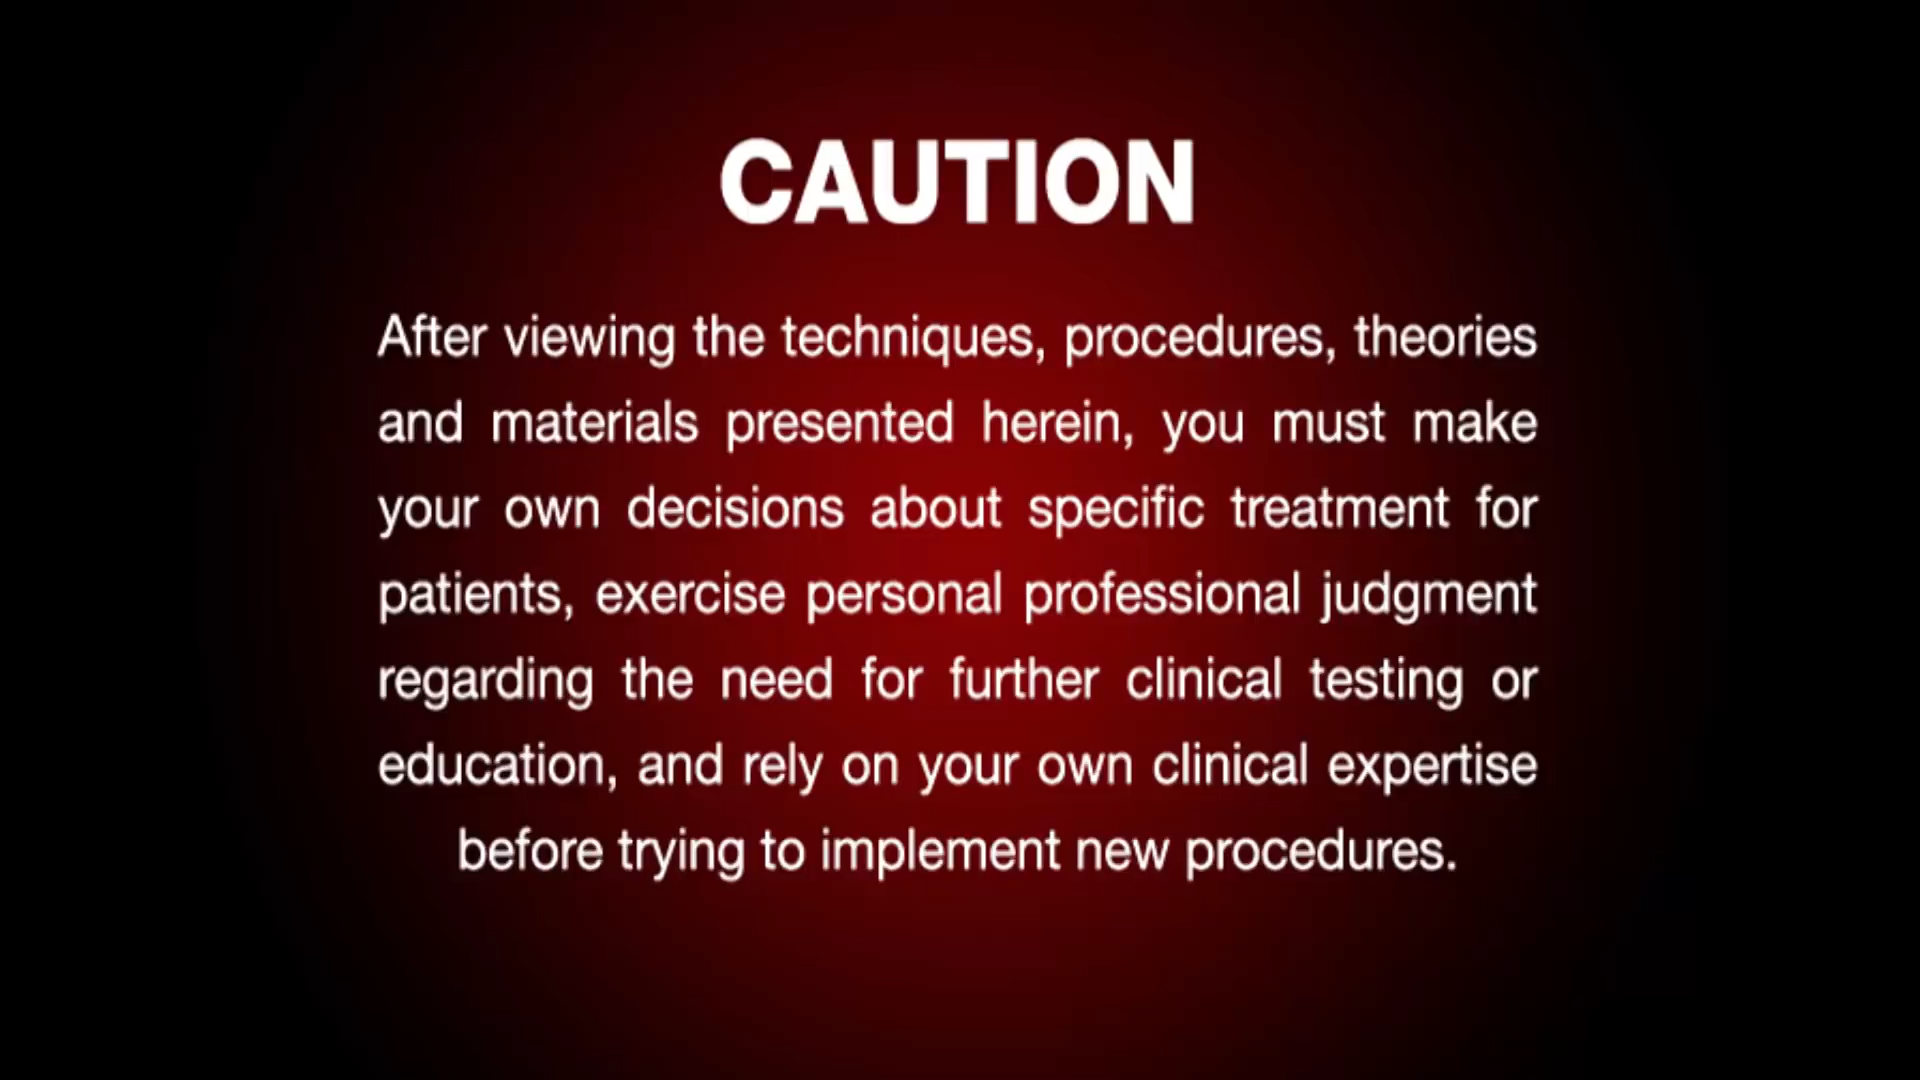 CAUTION
After viewing the techniques, procedures, theories
and materials presented herein, you must make
your own decisions about specific treatment for
patients, exercise personal professional judgment
regarding the need for further clinical testing or
education, and rely on your own clinical expertise
before trying to implement new procedures.